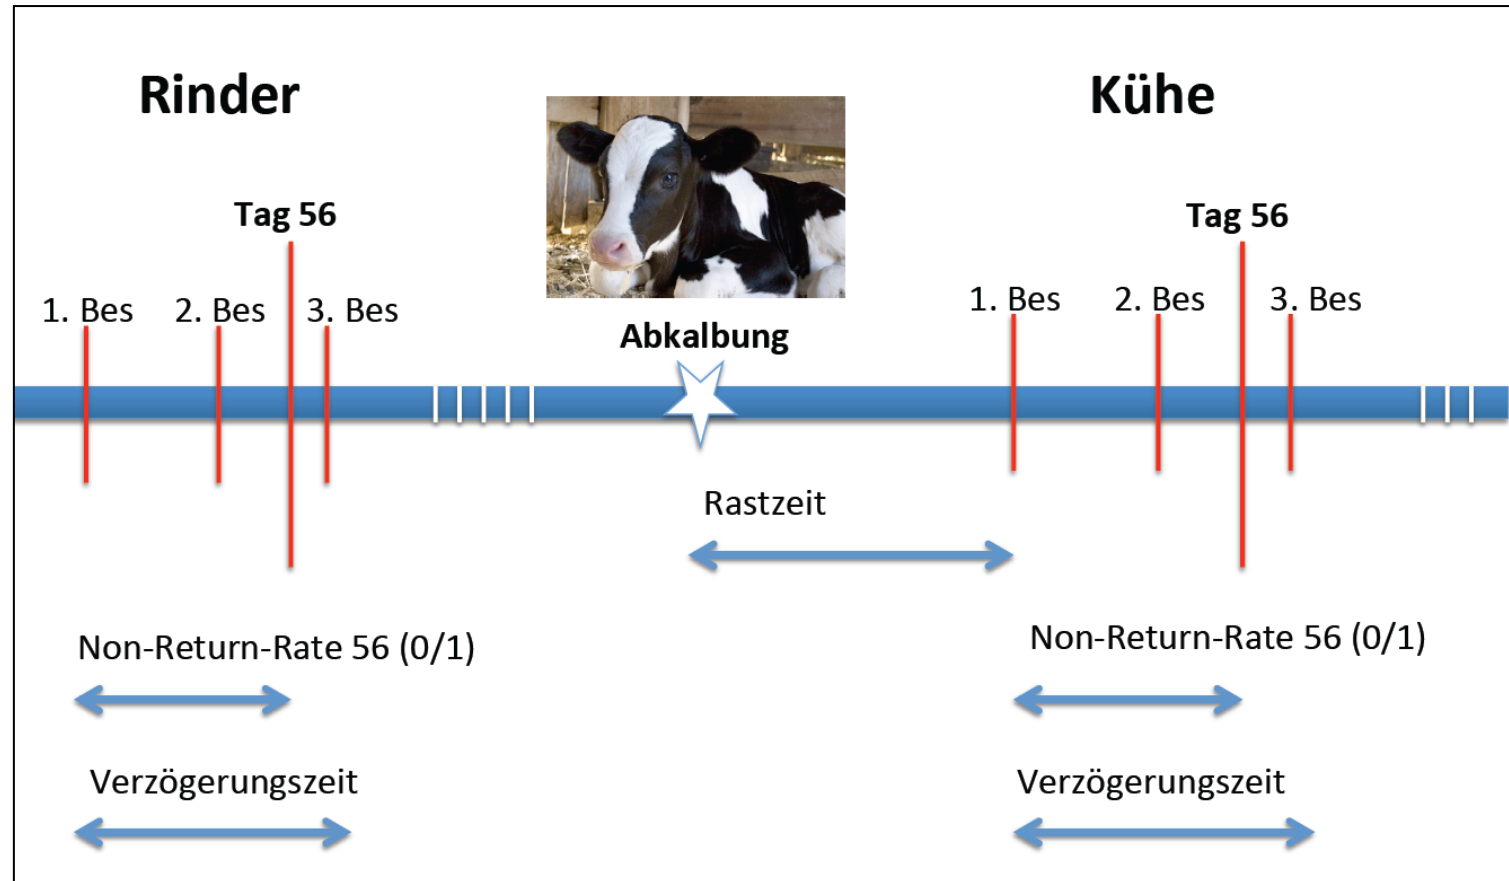 Rinder
Kühe
Tag 56
Tag 56
1. Bes
2. Bes
3. Bes
1. Bes
2. Bes
3. Bes
Abkalbung
Rastzeit
Non-Return-Rate 56 (0/1)
Non-Return-Rate 56 (0/1)
Verzögerungszeit
Verzögerungszeit